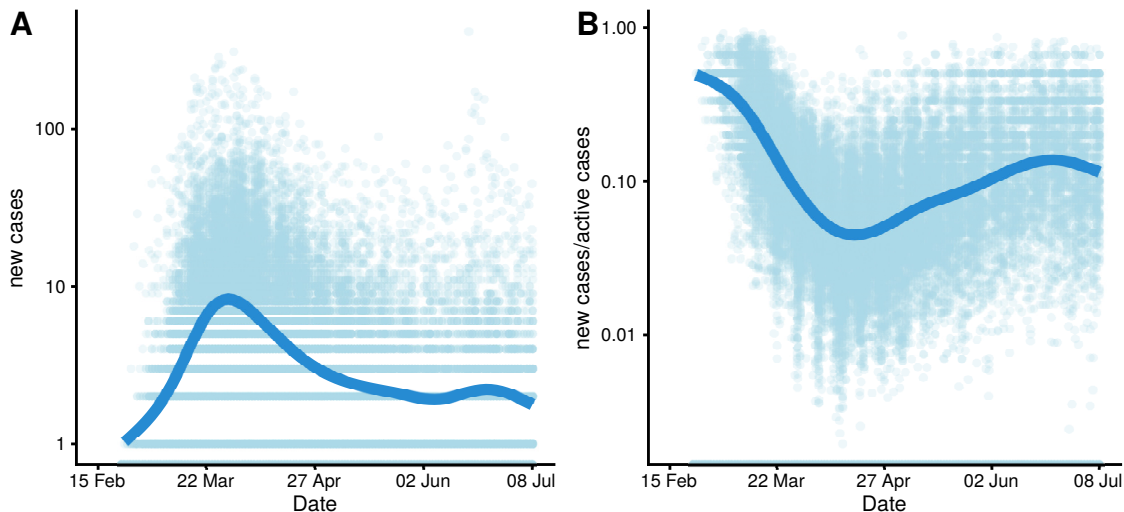 A
new cases
100
10
1
15 Feb 22 Mar 27 Apr 02 Jun 08 Jul
Date
B
new cases/active cases
1.00
0.10
0.01
15 Feb 22 Mar 27 Apr 02 Jun 08 Jul
Date